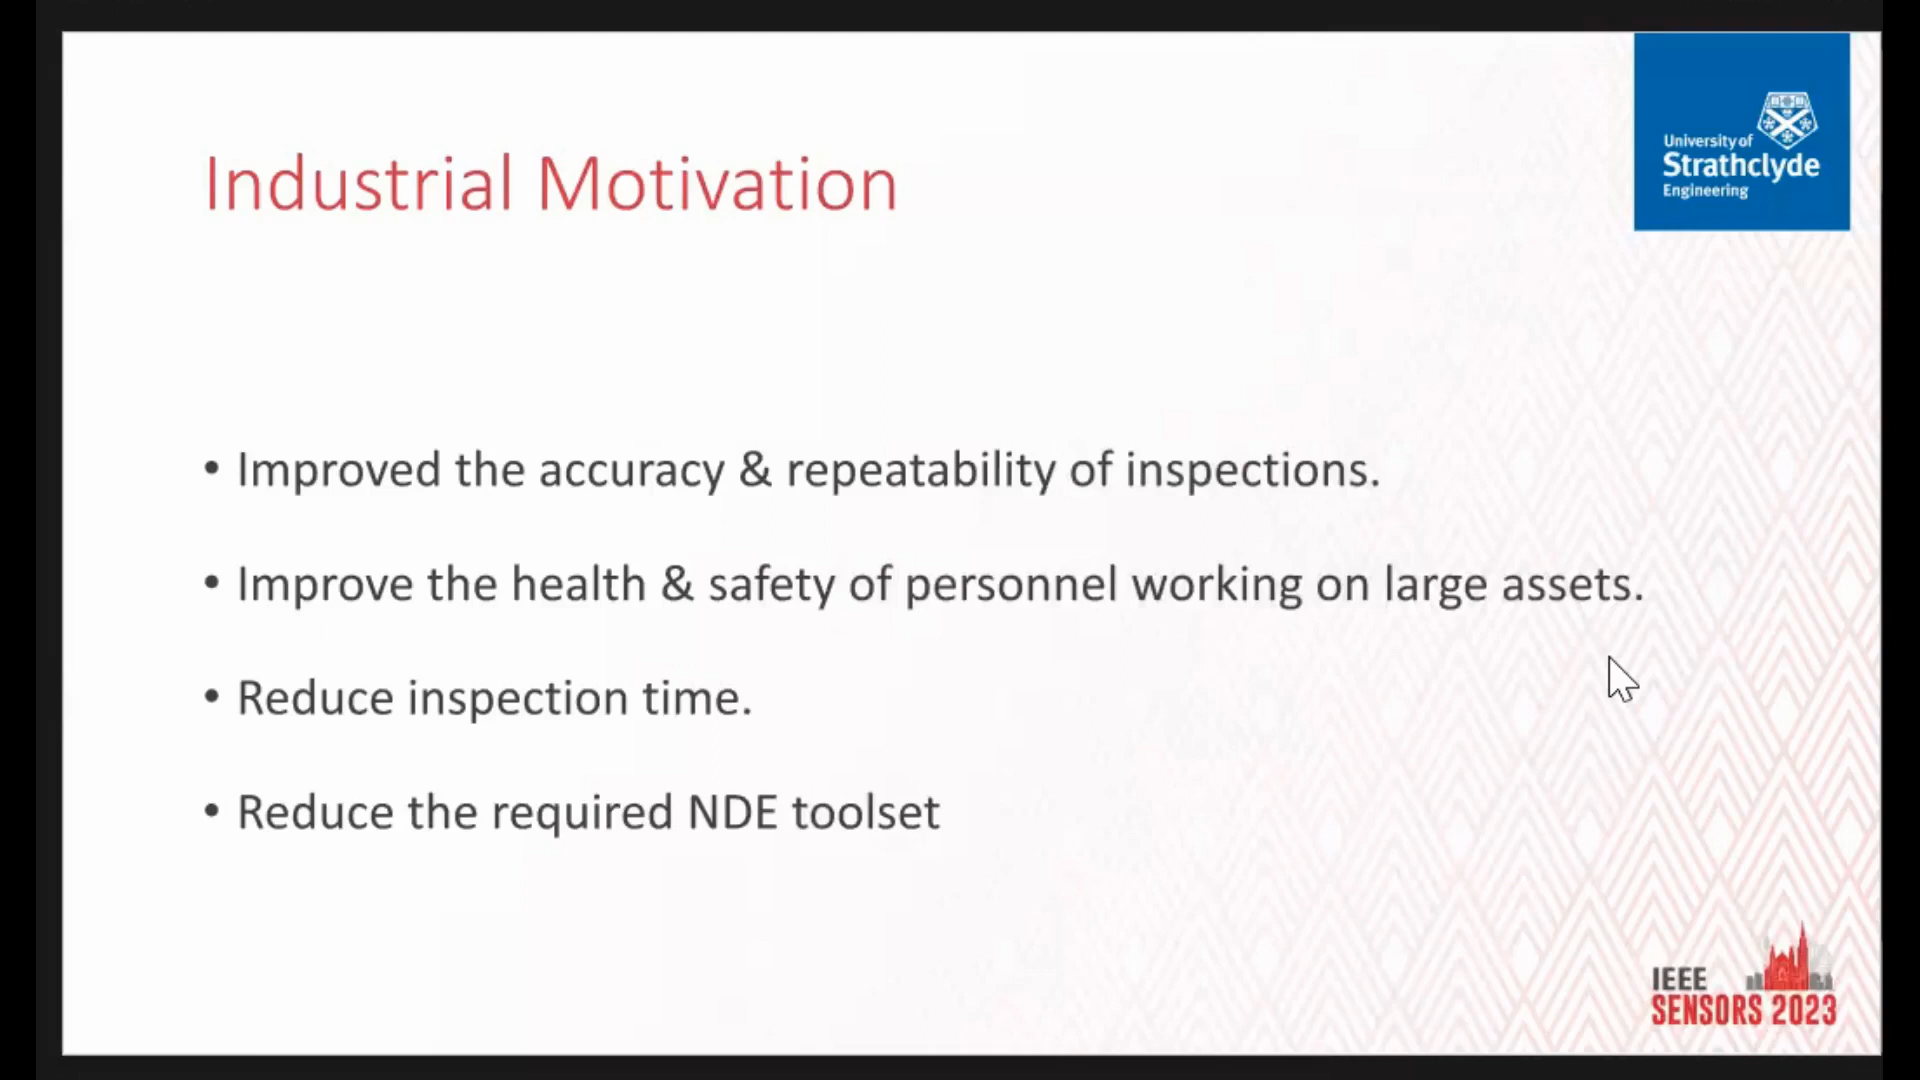 University of
Strathclyde
Engineering
Industrial Motivation
• Improved the accuracy & repeatability of inspections.
• Improve the health & safety of personnel working on large assets.
• Reduce inspection time.
• Reduce the required NDE toolset
IEEE
SENSORS 2023